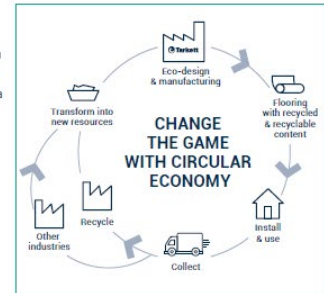 Tarkett
Eco-design
& manufacturing
Flooring
with recycled
& recyclable
content
Install
& use
Collect
Recycle
Other
industries
Transform into
new resources
CHANGE
THE GAME
WITH CIRCULAR
ECONOMY